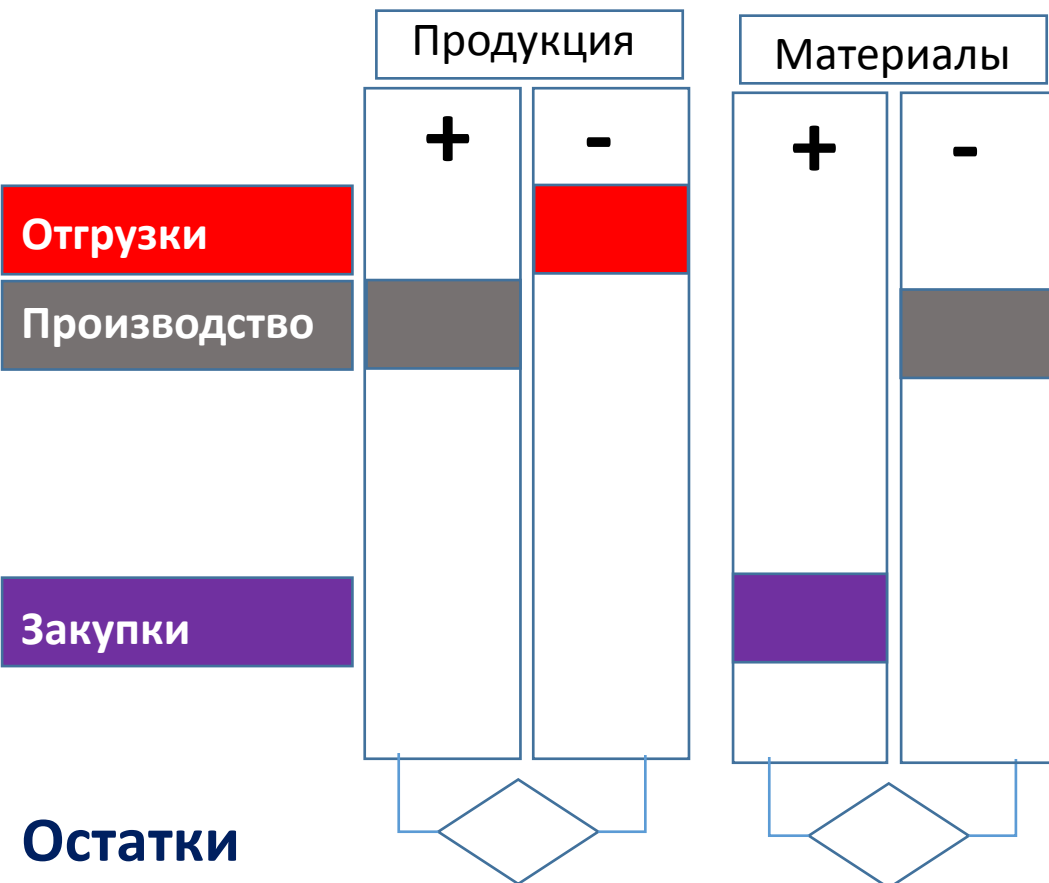 Продукция
Материалы
+ -
+ -
Отгрузки
Производство
Закупки
Остатки